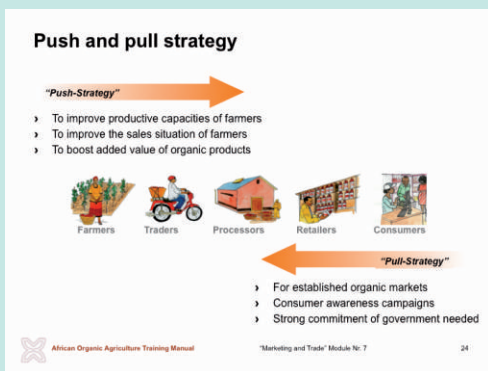 Push and pull strategy
"Push-Strategy"
› To improve productive capacities of farmers
› To improve the sales situation of farmers
› To boost added value of organic products
Farmers Traders Processors Retailers Consumers
"Pull-Strategy"
› For established organic markets
› Consumer awareness campaigns
› Strong commitment of government needed
African Organic Agriculture Training Manual "Marketing and Trade" Module Nr. 7 24